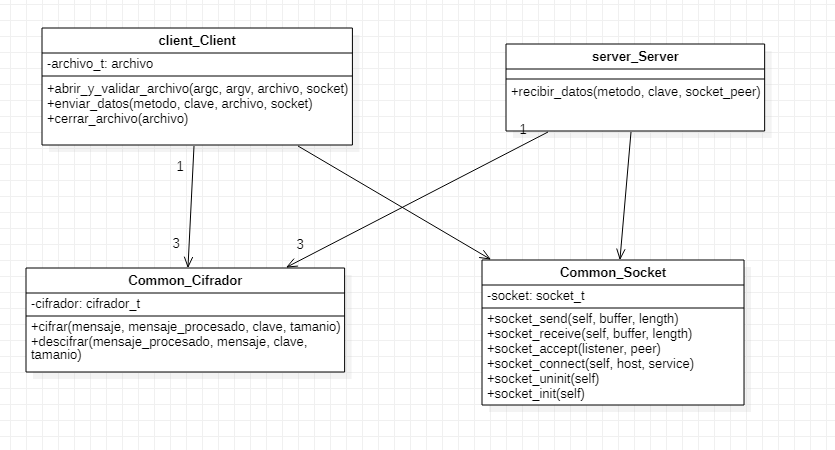 client_Client
-archivo_t: archivo
+abrir_y_validar_archivo(argc, argv, archivo, socket)
+enviar_datos(metodo, clave, archivo, socket)
+cerrar_archivo(archivo)
server_Server
+recibir_datos(metodo, clave, socket_peer)
1
1
3
3
Common_Cifrador
-cifrador: cifrador_t
+cifrar(mensaje, mensaje_procesado, clave, tamanio)
+descifrar(mensaje_procesado, mensaje, clave,
tamanio)
Common_Socket
-socket: socket_t
+socket_send(self, buffer, length)
+socket_receive(self, buffer, length)
+socket_accept(listener, peer)
+socket_connect(self, host, service)
+socket_uninit(self)
+socket_init(self)